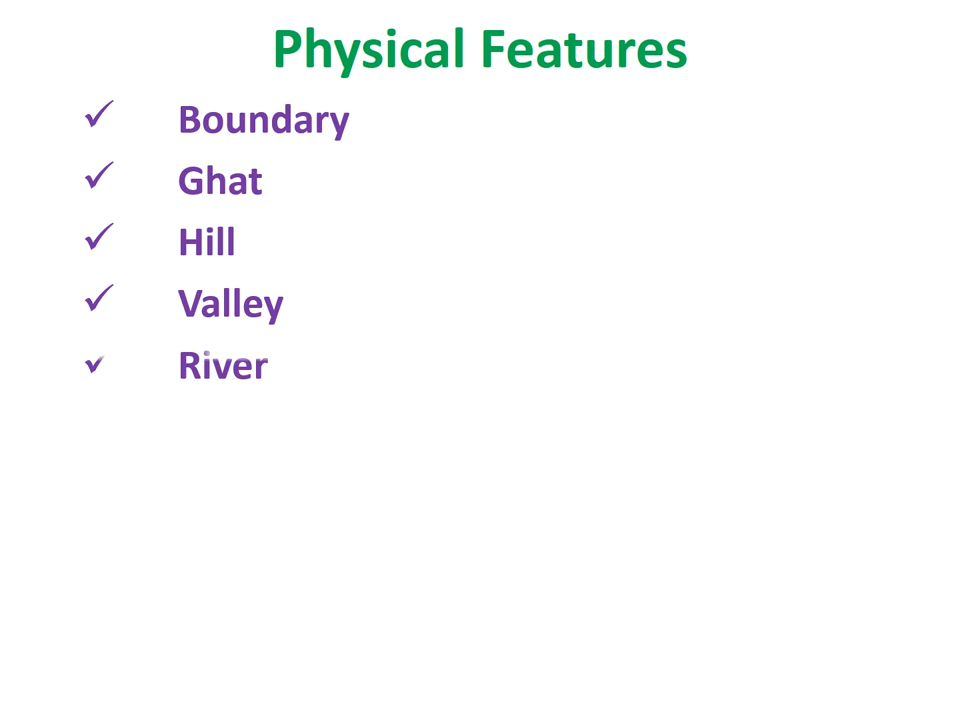 Physical Features
✓ Boundary
✓ Ghat
✓ Hill
✓ Valley
✓ River